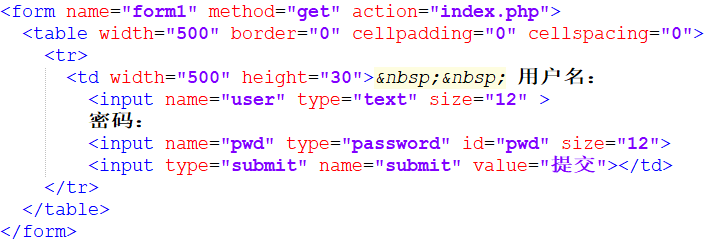 <form name="form1" method="get" action="index.php">
<table width="500" border="0" cellpadding="0" cellspacing="0">
<tr>
<td width="500" height="30">&nbsp;&nbsp; 用户名：
<input name="user" type="text" size="12" >
密码：
<input name="pwd" type="password" id="pwd" size="12">
<input type="submit" name="submit" value="提交"></td>
</tr>
</table>
</form>